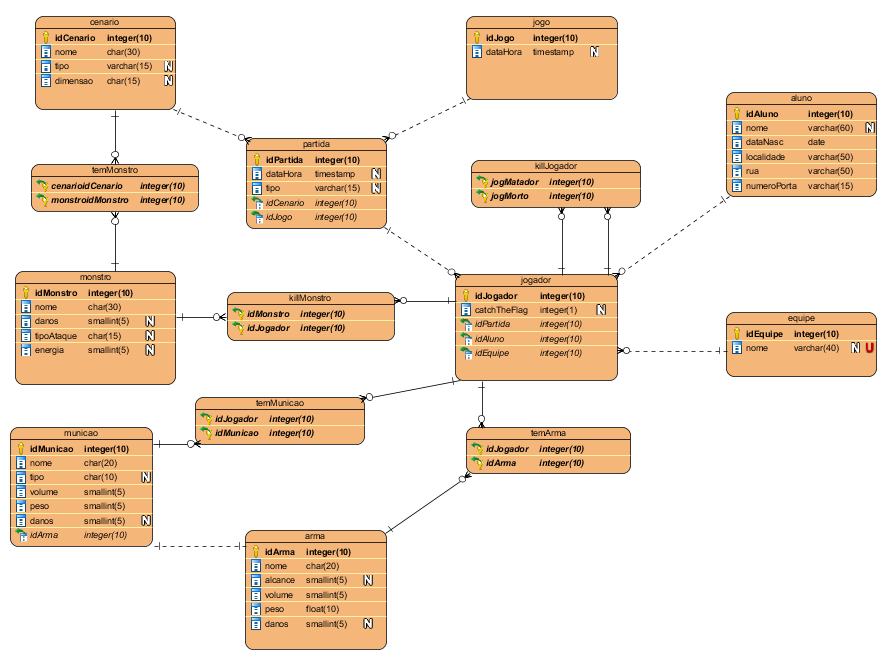 cenario
idCenario integer(10)
nome char(30)
tipo varchar(15) N
dimensao char(15) N
jogo
idJogo integer(10)
dataHora timestamp N
aluno
idAluno integer(10)
nome varchar(60) N
dataNasc date
localidade varchar(50)
rua varchar(50)
numeroPorta varchar(15)
partida
idPartida integer(10)
dataHora timestamp N
tipo varchar(15) N
idCenario integer(10)
idJogo integer(10)
temMonstro
cenarioidCenario integer(10)
monstroidMonstro integer(10)
killJogador
jogMatador integer(10)
jogMorto integer(10)
monstro
idMonstro integer(10)
nome char(30)
danos smallint(5) N
tipoAtaque char(15) N
energia smallint(5) N
killMonstro
idMonstro integer(10)
idJogador integer(10)
jogador
idJogador integer(10)
catchTheFlag integer(1) N
idPartida integer(10)
idAluno integer(10)
idEquipe integer(10)
equipe
idEquipe integer(10)
nome varchar(40) N U
temMunicao
idJogador integer(10)
idMunicao integer(10)
municao
idMunicao integer(10)
nome char(20)
tipo char(10) N
volume smallint(5)
peso smallint(5)
danos smallint(5) N
idArma integer(10)
temArma
idJogador integer(10)
idArma integer(10)
arma
idArma integer(10)
nome char(20)
alcance smallint(5) N
volume smallint(5)
peso float(10)
danos smallint(5) N